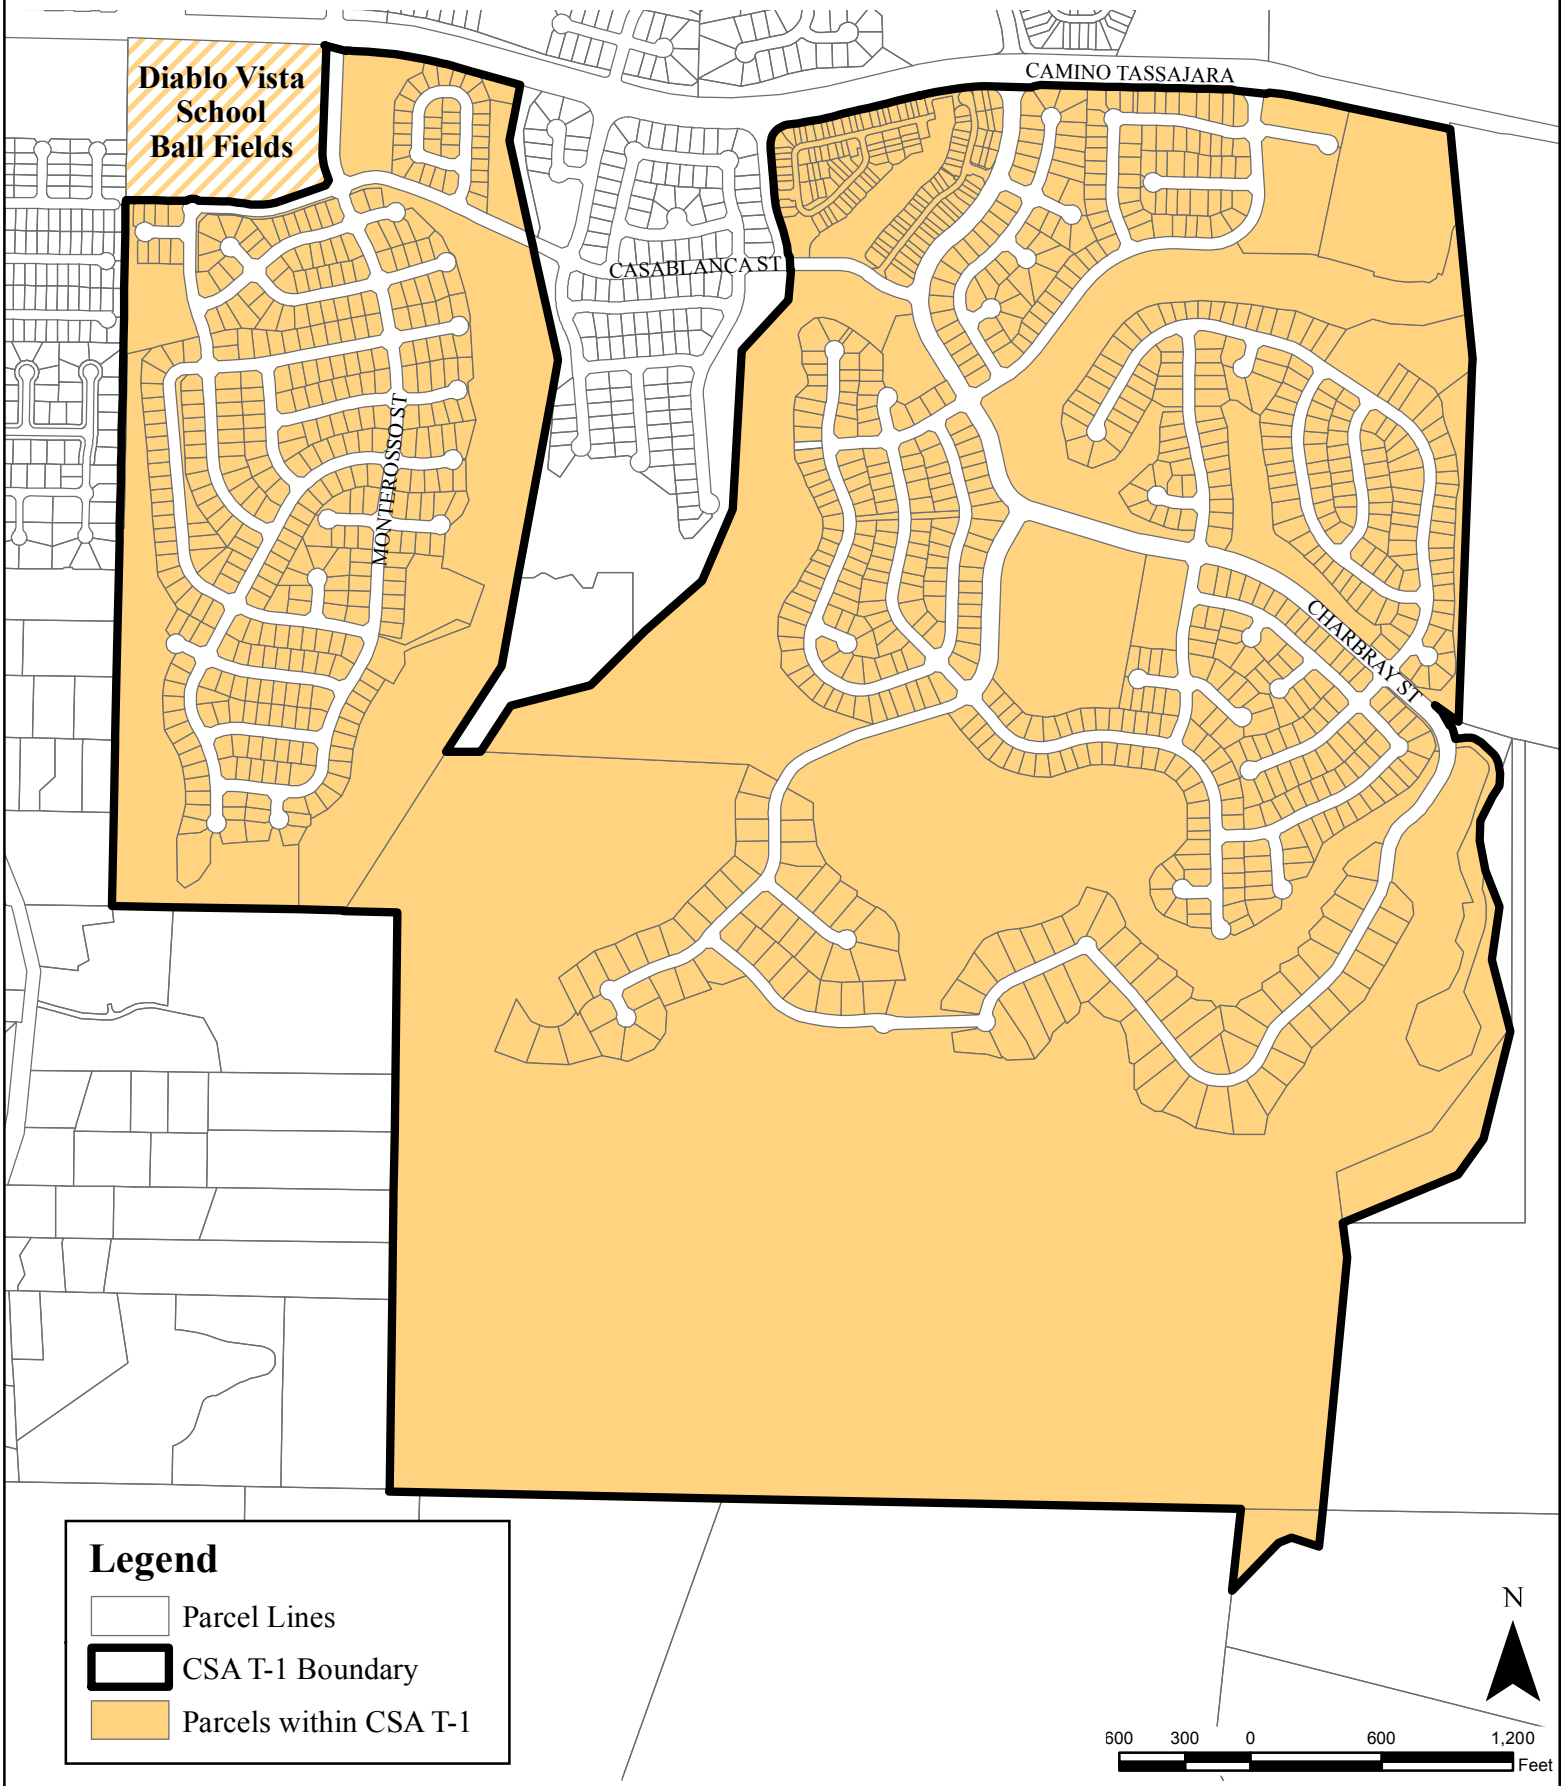 Diablo Vista
School
Ball Fields
CAMINO TASSAJARA
CASABLANCA ST
MONTEROSSO ST
CHARBRAY ST
Legend
Parcel Lines
CSA T-1 Boundary
Parcels within CSA T-1
N
600 300 0 600 1,200
Feet